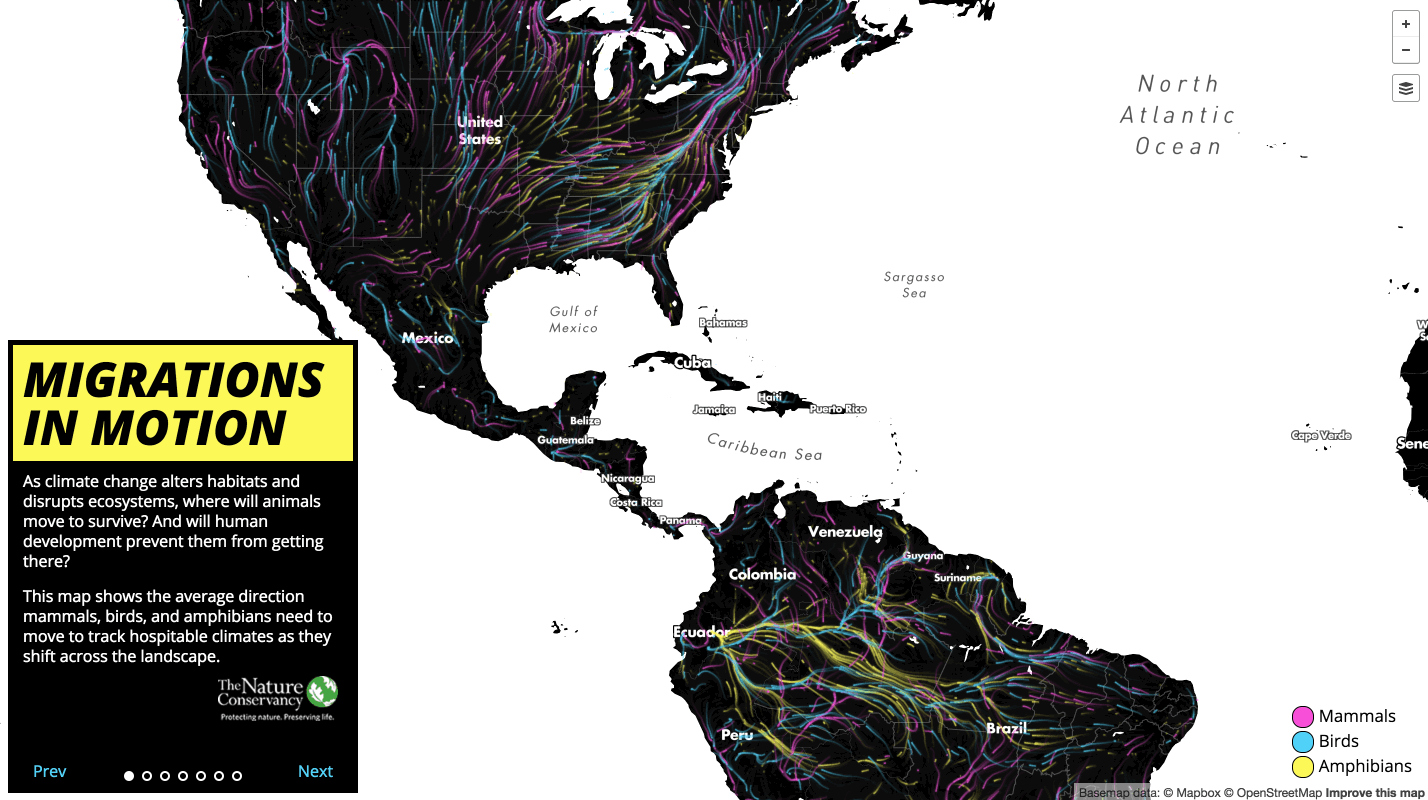 +
−
North
Atlantic
Ocean
United
States
Sargasso
Sea
Gulf of
Mexico
Bahamas
Mexico
Cuba
Haiti
Jamaica
Puerto Rico
Belize
Guatemala
Caribbean Sea
Nicaragua
Costa Rica
Panama
Cape Verde
Sene
Venezuela
Guyana
Colombia
Suriname
Ecuador
Peru
Brazil
MIGRATIONS
IN MOTION
As climate change alters habitats and
disrupts ecosystems, where will animals
move to survive? And will human
development prevent them from getting
there?
This map shows the average direction
mammals, birds, and amphibians need to
move to track hospitable climates as they
shift across the landscape.
The Nature
Conservancy
Protecting nature. Preserving life.
Prev
Next
Mammals
Birds
Amphibians
Basemap data: © Mapbox © OpenStreetMap Improve this map